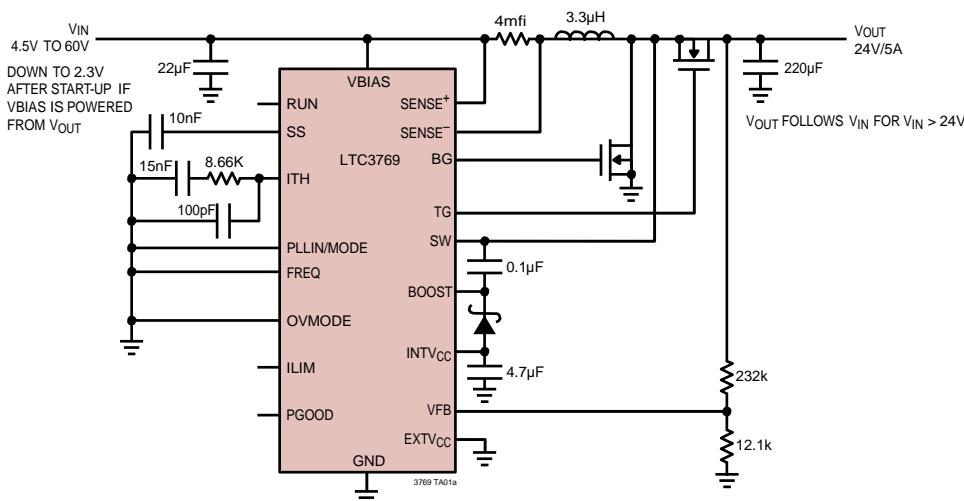 VIN
4.5V TO 60V
DOWN TO 2.3V
AFTER START-UP IF
VBIAS IS POWERED
FROM VOUT
22µF
4mfi
3.3µH
VOUT
24V/5A
220µF
VOUT FOLLOWS VIN FOR VIN > 24V
VBIAS
LTC3769
RUN
SS
ITH
PLLIN/MODE
FREQ
OVMODE
ILIM
PGOOD
GND
SENSE+
SENSE–
BG
TG
SW
BOOST
INTVCC
VFB
EXTVCC
10nF
15nF
8.66K
100pF
0.1µF
4.7µF
232k
12.1k
3769 TA01a